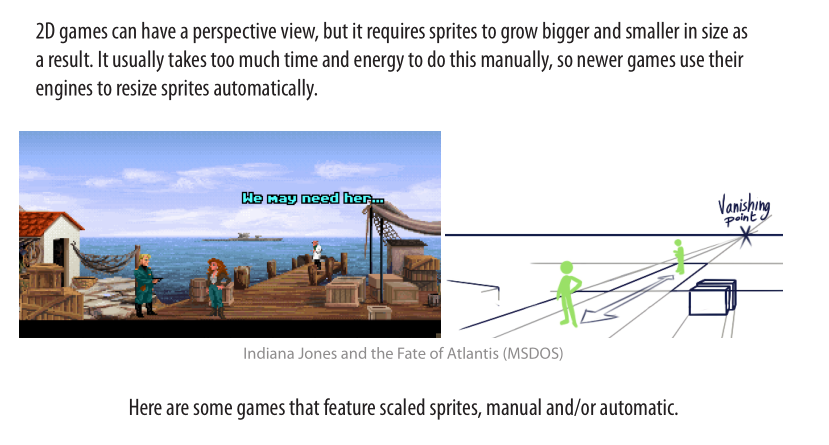 2D games can have a perspective view, but it requires sprites to grow bigger and smaller in size as
a result. It usually takes too much time and energy to do this manually, so newer games use their
engines to resize sprites automatically.
We may need her...
Vanishing
point
Indiana Jones and the Fate of Atlantis (MSDOS)
Here are some games that feature scaled sprites, manual and/or automatic.